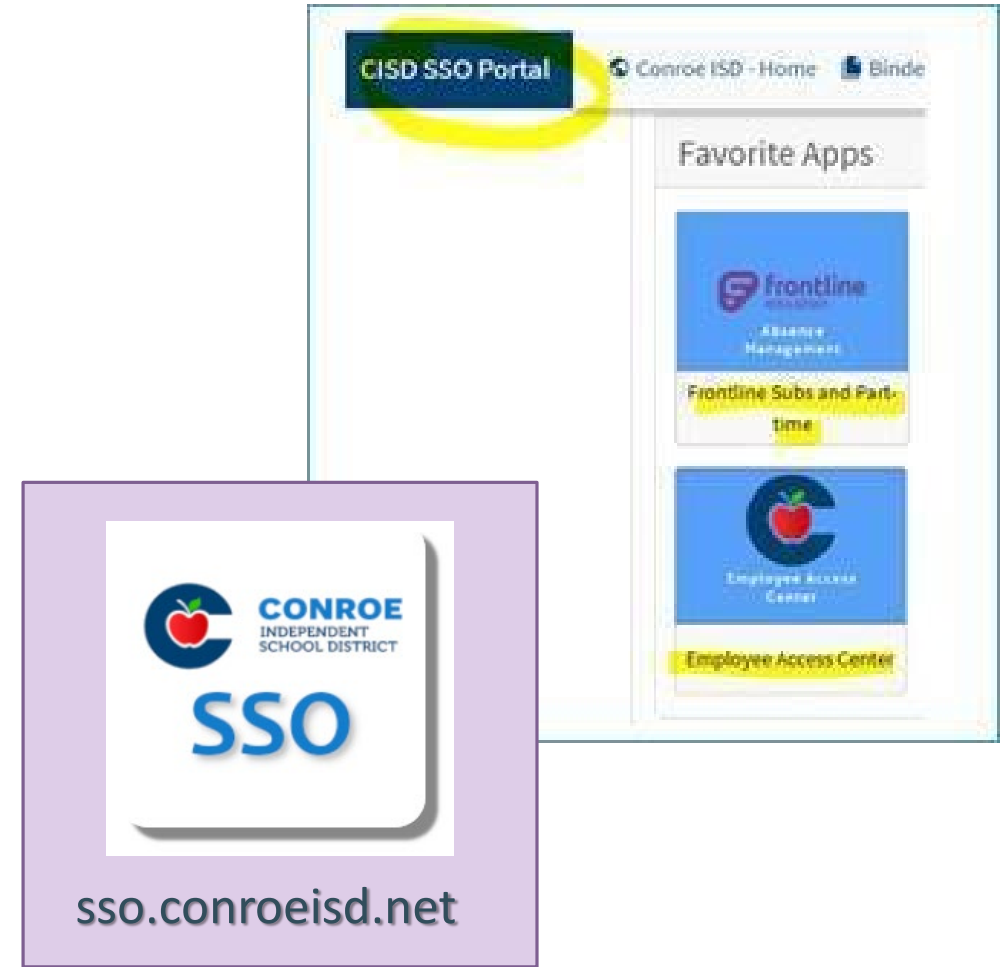 CISD SSO Portal
Conroe ISD - Home
Binde
Favorite Apps
frontline
Absence
Management
Frontline Subs and Part-
time
Employee Access
Center
Employee Access Center
CONROE
INDEPENDENT
SCHOOL DISTRICT
SSO
sso.conroeisd.net